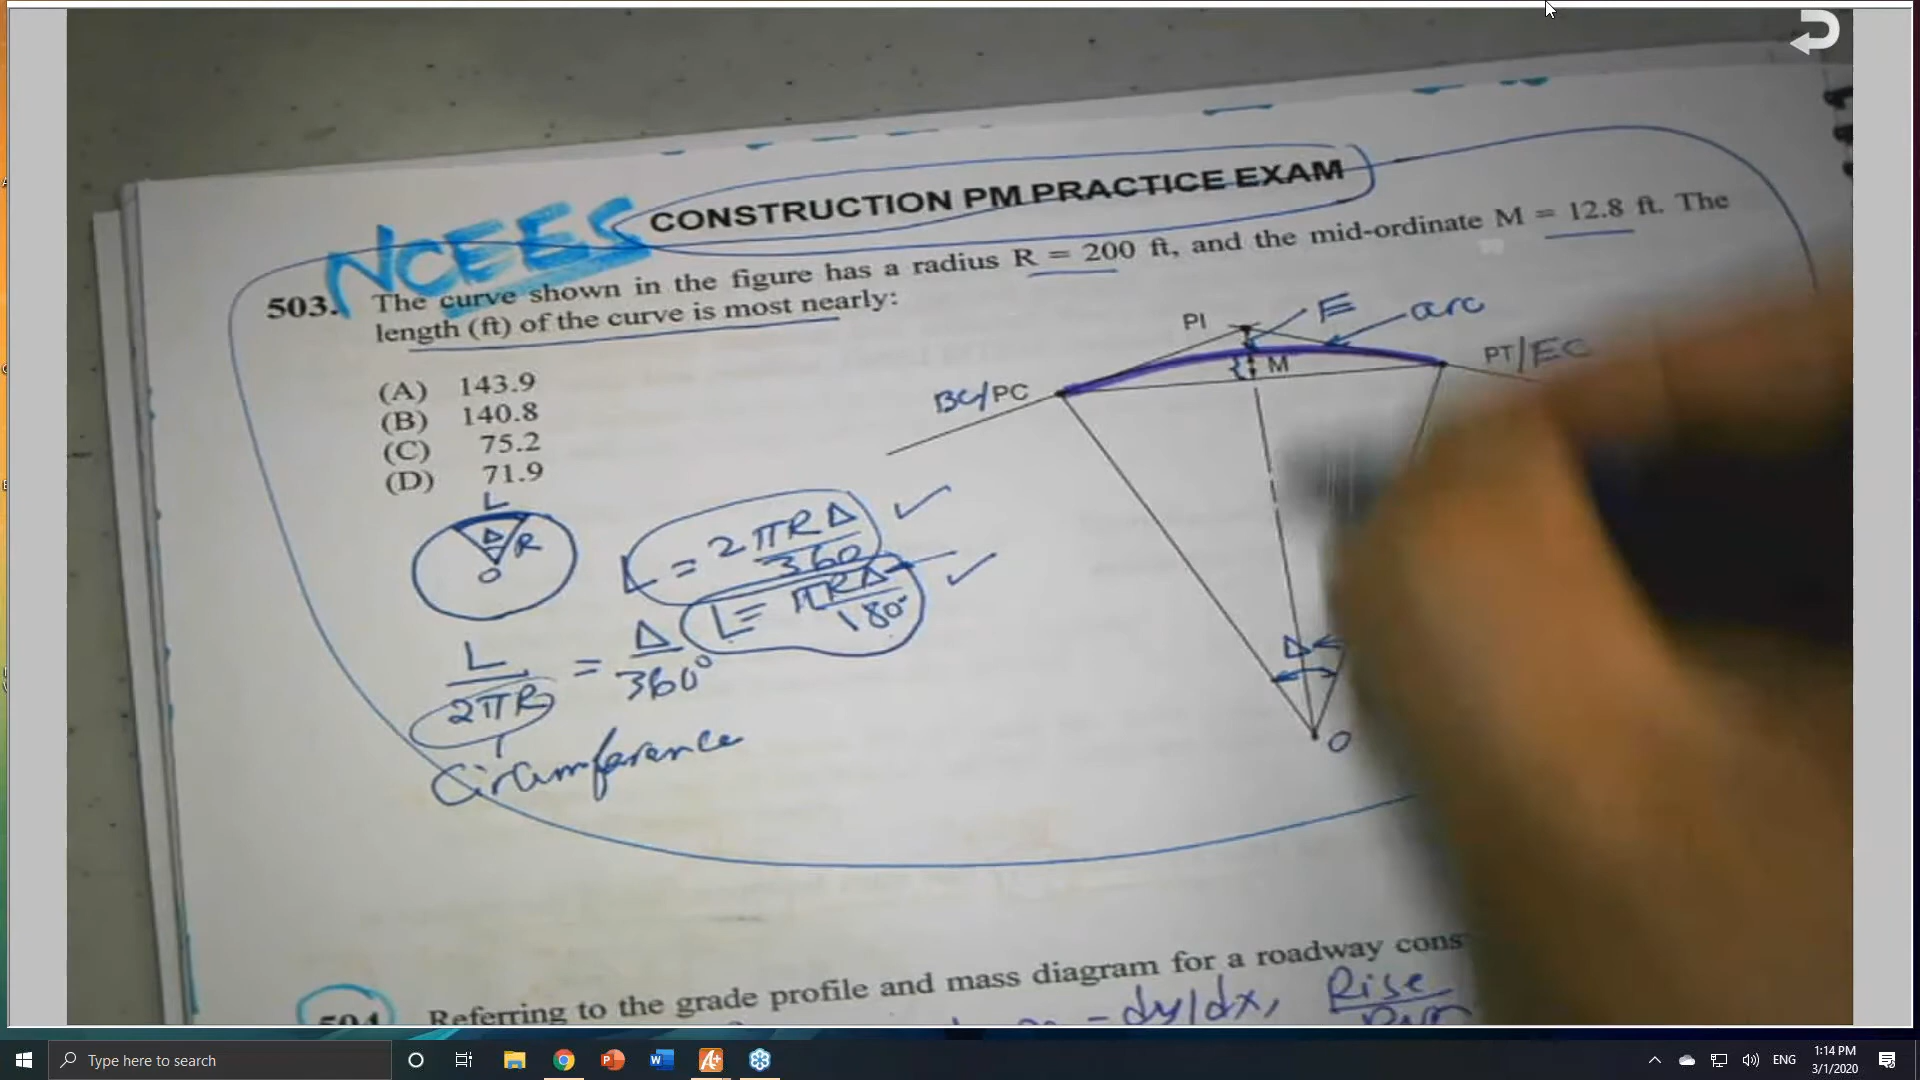 NCEES
CONSTRUCTION PM PRACTICE EXAM
503. The curve shown in the figure has a radius R = 200 ft, and the mid-ordinate M = 12.8 ft. The
length (ft) of the curve is most nearly:
(A) 143.9
(B) 140.8
(C) 75.2
(D) 71.9
PI
E
arc
M
PT/EC
BC/PC
Δ
O
L
Δ
R
O
L = 2πRΔ
360
L = πRΔ
180°
L
2πR
=
Δ
360°
Circumference
504 Referring to the grade profile and mass diagram for a roadway cons
dy/dx, Rise
Type here to search
ENG
1:14 PM
3/1/2020